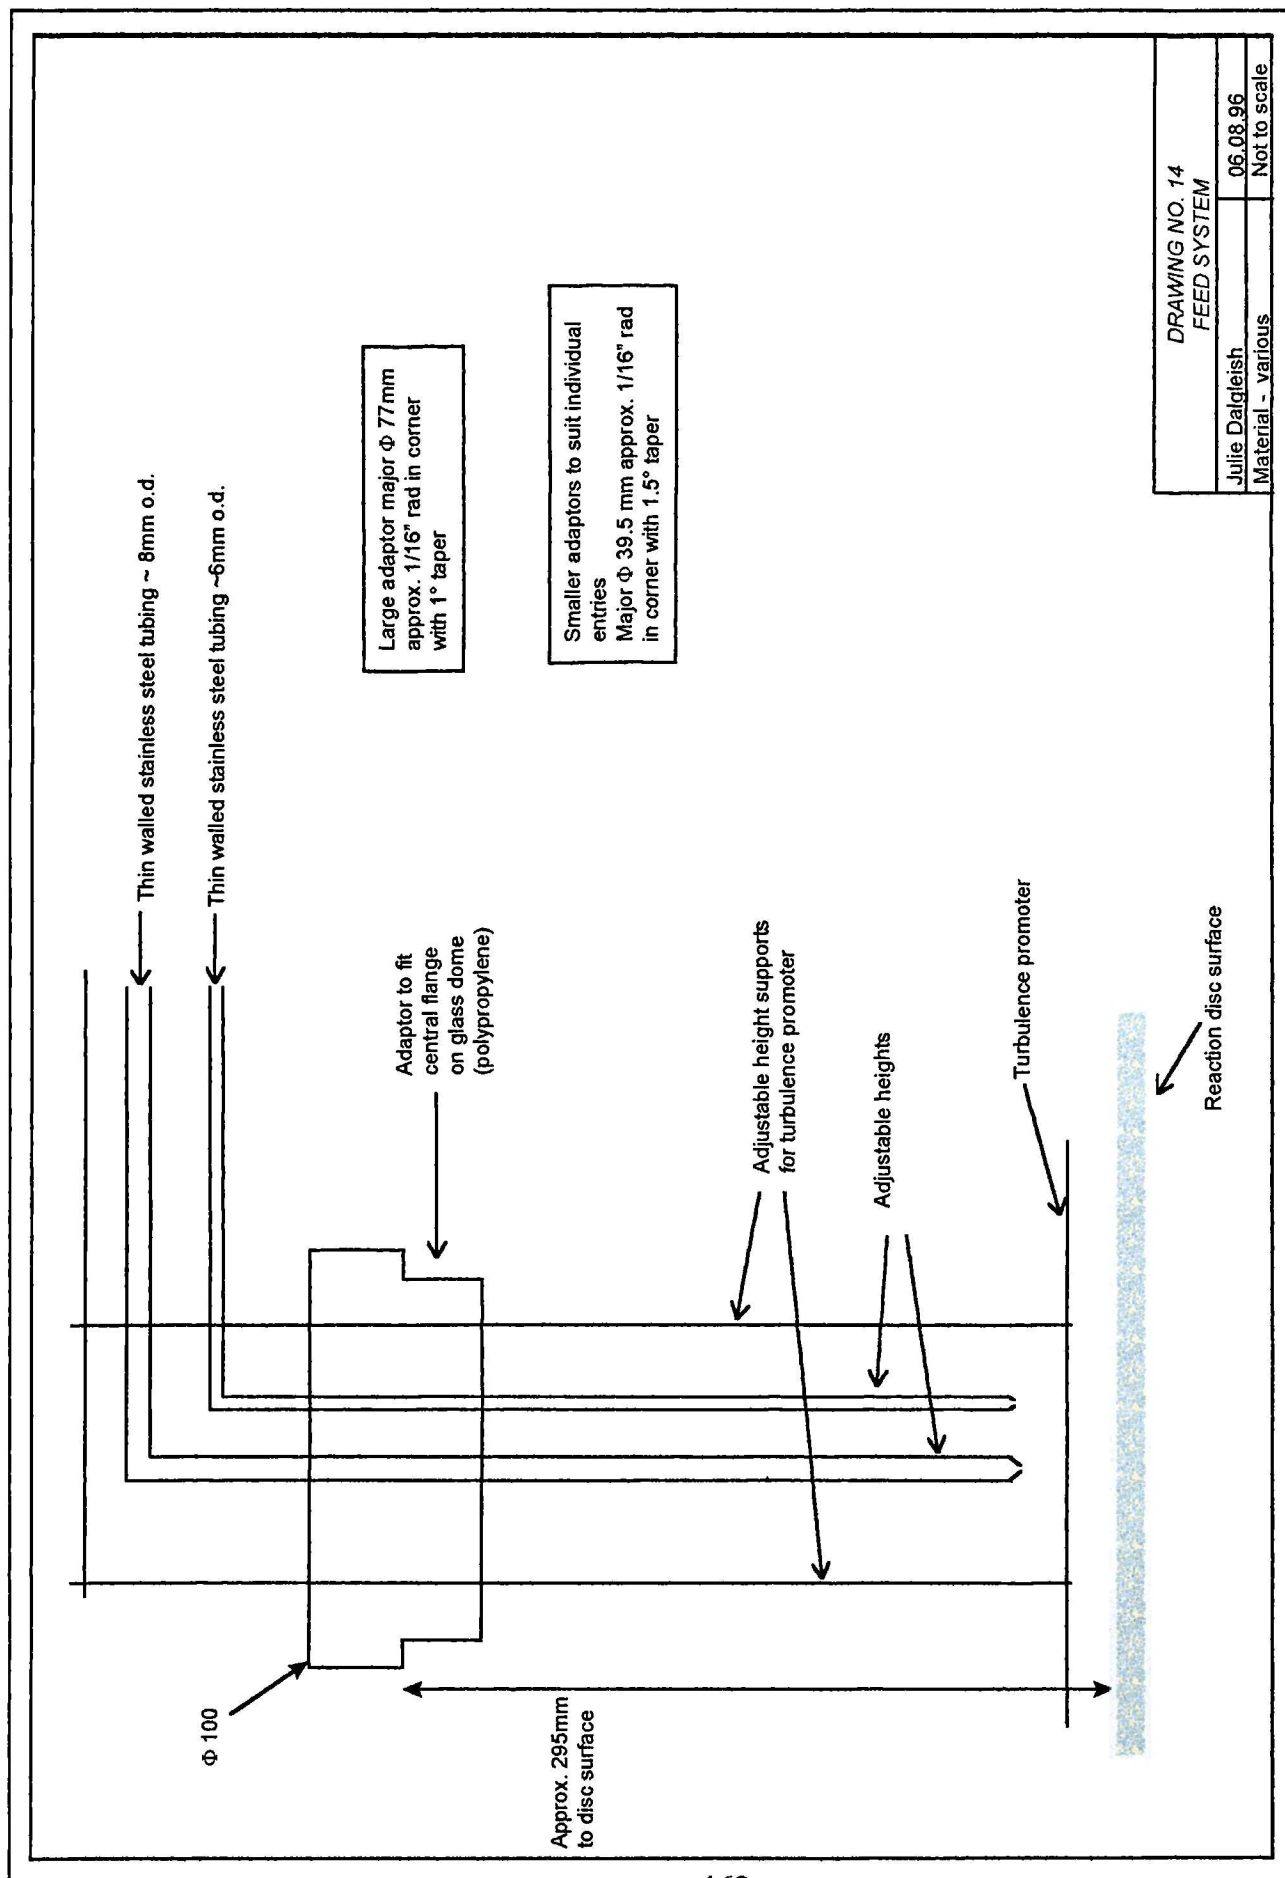 Thin walled stainless steel tubing ~ 8mm o.d.
Thin walled stainless steel tubing ~6mm o.d.
Φ 100
Adaptor to fit
central flange
on glass dome
(polypropylene)
Large adaptor major Φ 77mm
approx. 1/16" rad in corner
with 1° taper
Smaller adaptors to suit individual
entries
Major Φ 39.5 mm approx. 1/16" rad
in corner with 1.5° taper
Approx. 295mm
to disc surface
Adjustable height supports
for turbulence promoter
Adjustable heights
Turbulence promoter
Reaction disc surface
DRAWING NO. 14
FEED SYSTEM
Julie Dalgleish 06.08.96
Material - various Not to scale